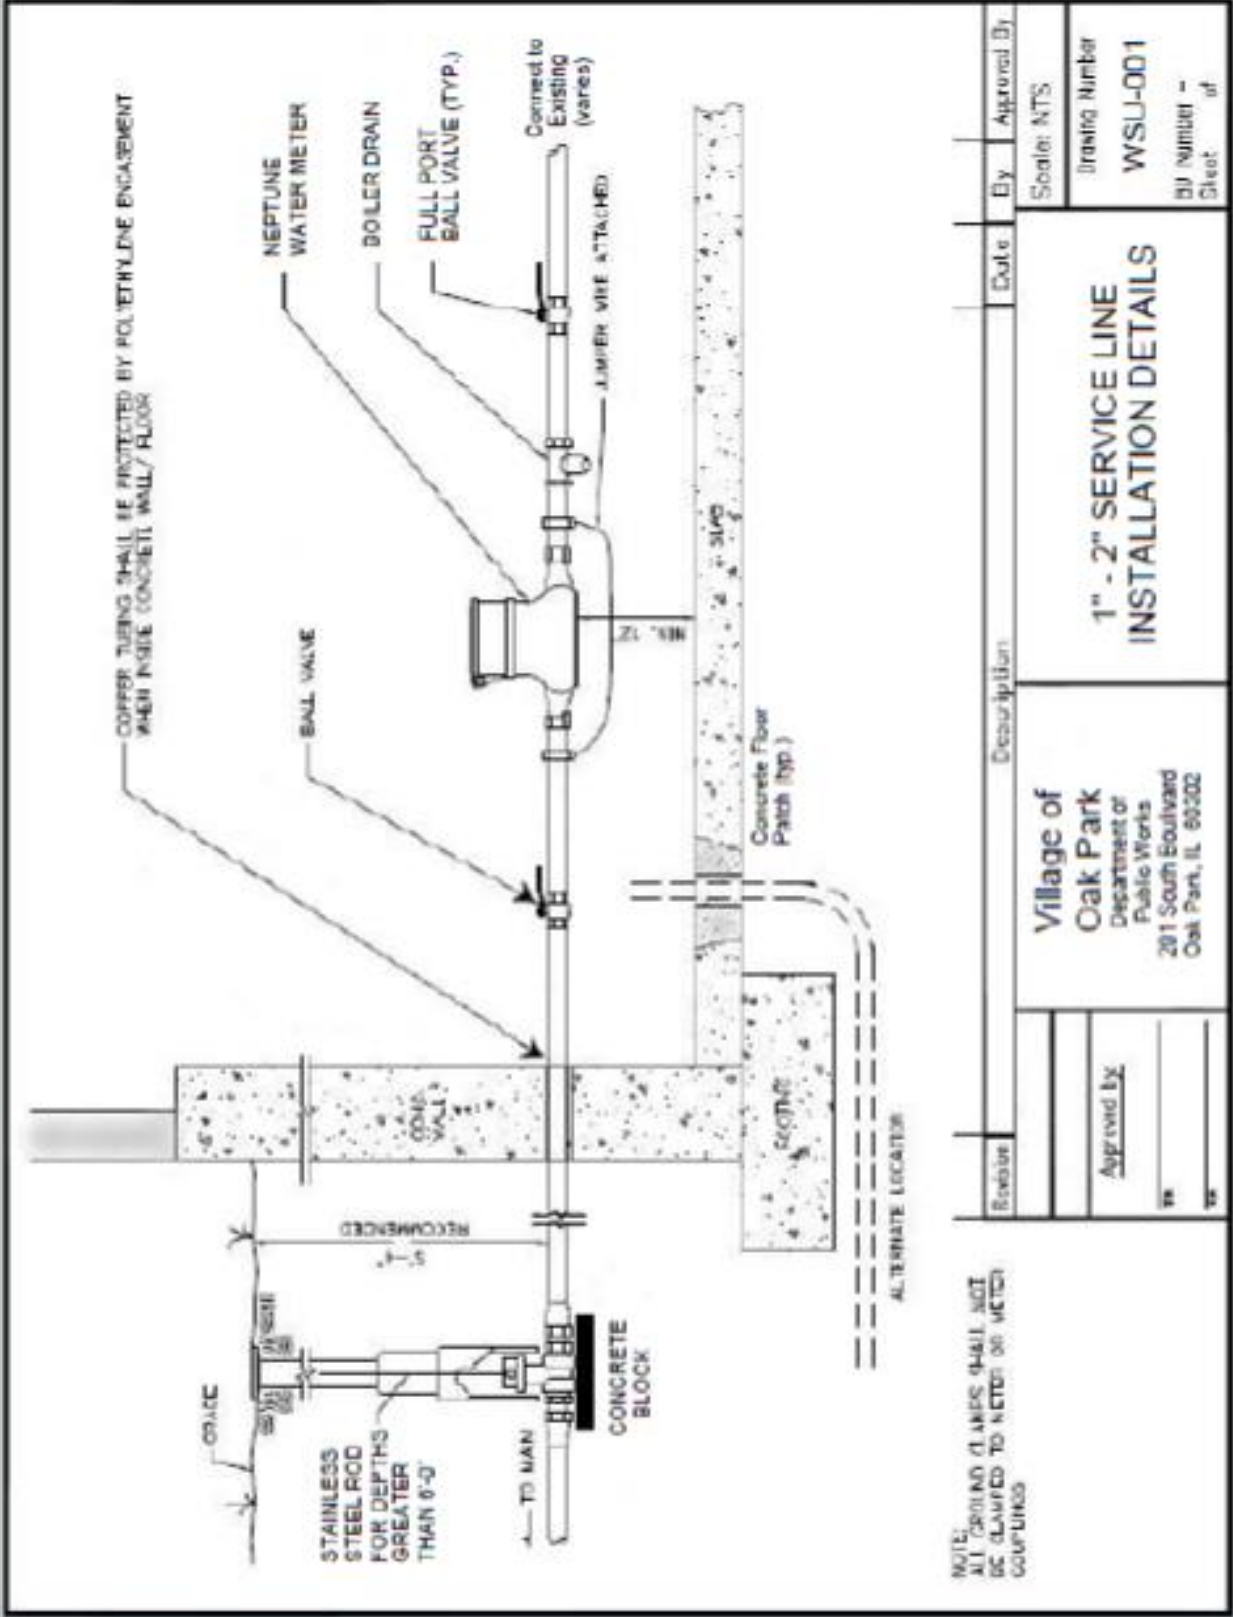 COPPER TUBING SHALL BE PROTECTED BY POLYETHYLENE ENCASEMENT
WHEN INSIDE CONCRETE WALL/ FLOOR
NEPTUNE
WATER METER
BOILER DRAIN
FULL PORT
BALL VALVE (TYP.)
Connect to
Existing
(varies)
BALL VALVE
JUMPER WIRE ATTACHED
GRADE
STAINLESS
STEEL ROD
FOR DEPTHS
GREATER
THAN 6'-0"
RECCOMMENDED
CONC
WALL
TO MAIN
CONCRETE
BLOCK
FOOTING
12"
SLAB
Concrete Floor
Patch (typ.)
ALTERNATE LOCATION
NOTE:
ALL GROUND CLAMPS SHALL NOT
BE CLAMPED TO METER OR METER
COUPLINGS
Revision
Description
Date
By
Approved By
Approved by
Village of
Oak Park
Department of
Public Works
201 South Boulevard
Oak Park, IL 60302
1" - 2" SERVICE LINE
INSTALLATION DETAILS
Scale: NTS
Drawing Number
WSU-001
Number -
Sheet of